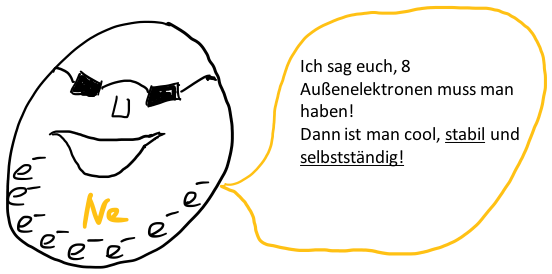 Ich sag euch, 8
Außenelektronen muss man
haben!
Dann ist man cool, stabil und
selbstständig!
e⁻
e⁻
Ne
e⁻
e⁻
e⁻
e⁻
e⁻
e⁻